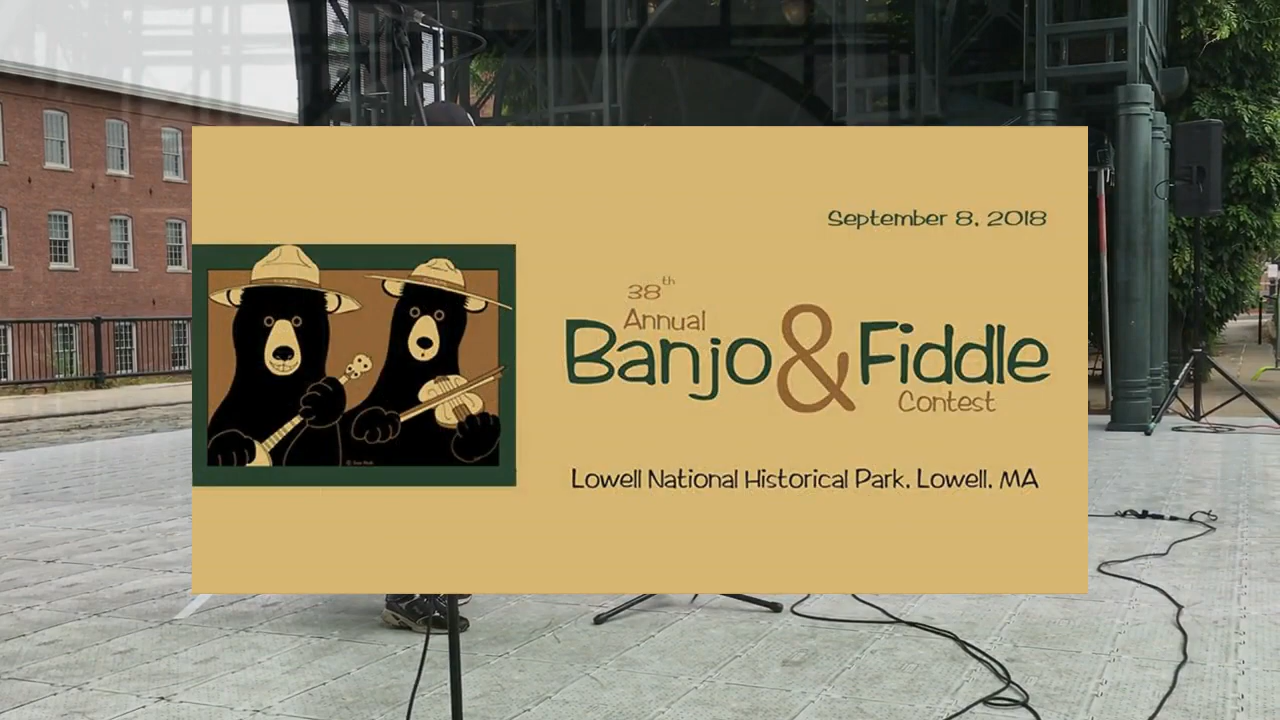 September 8, 2018
38th
Annual
Banjo & Fiddle
Contest
Lowell National Historical Park, Lowell, MA